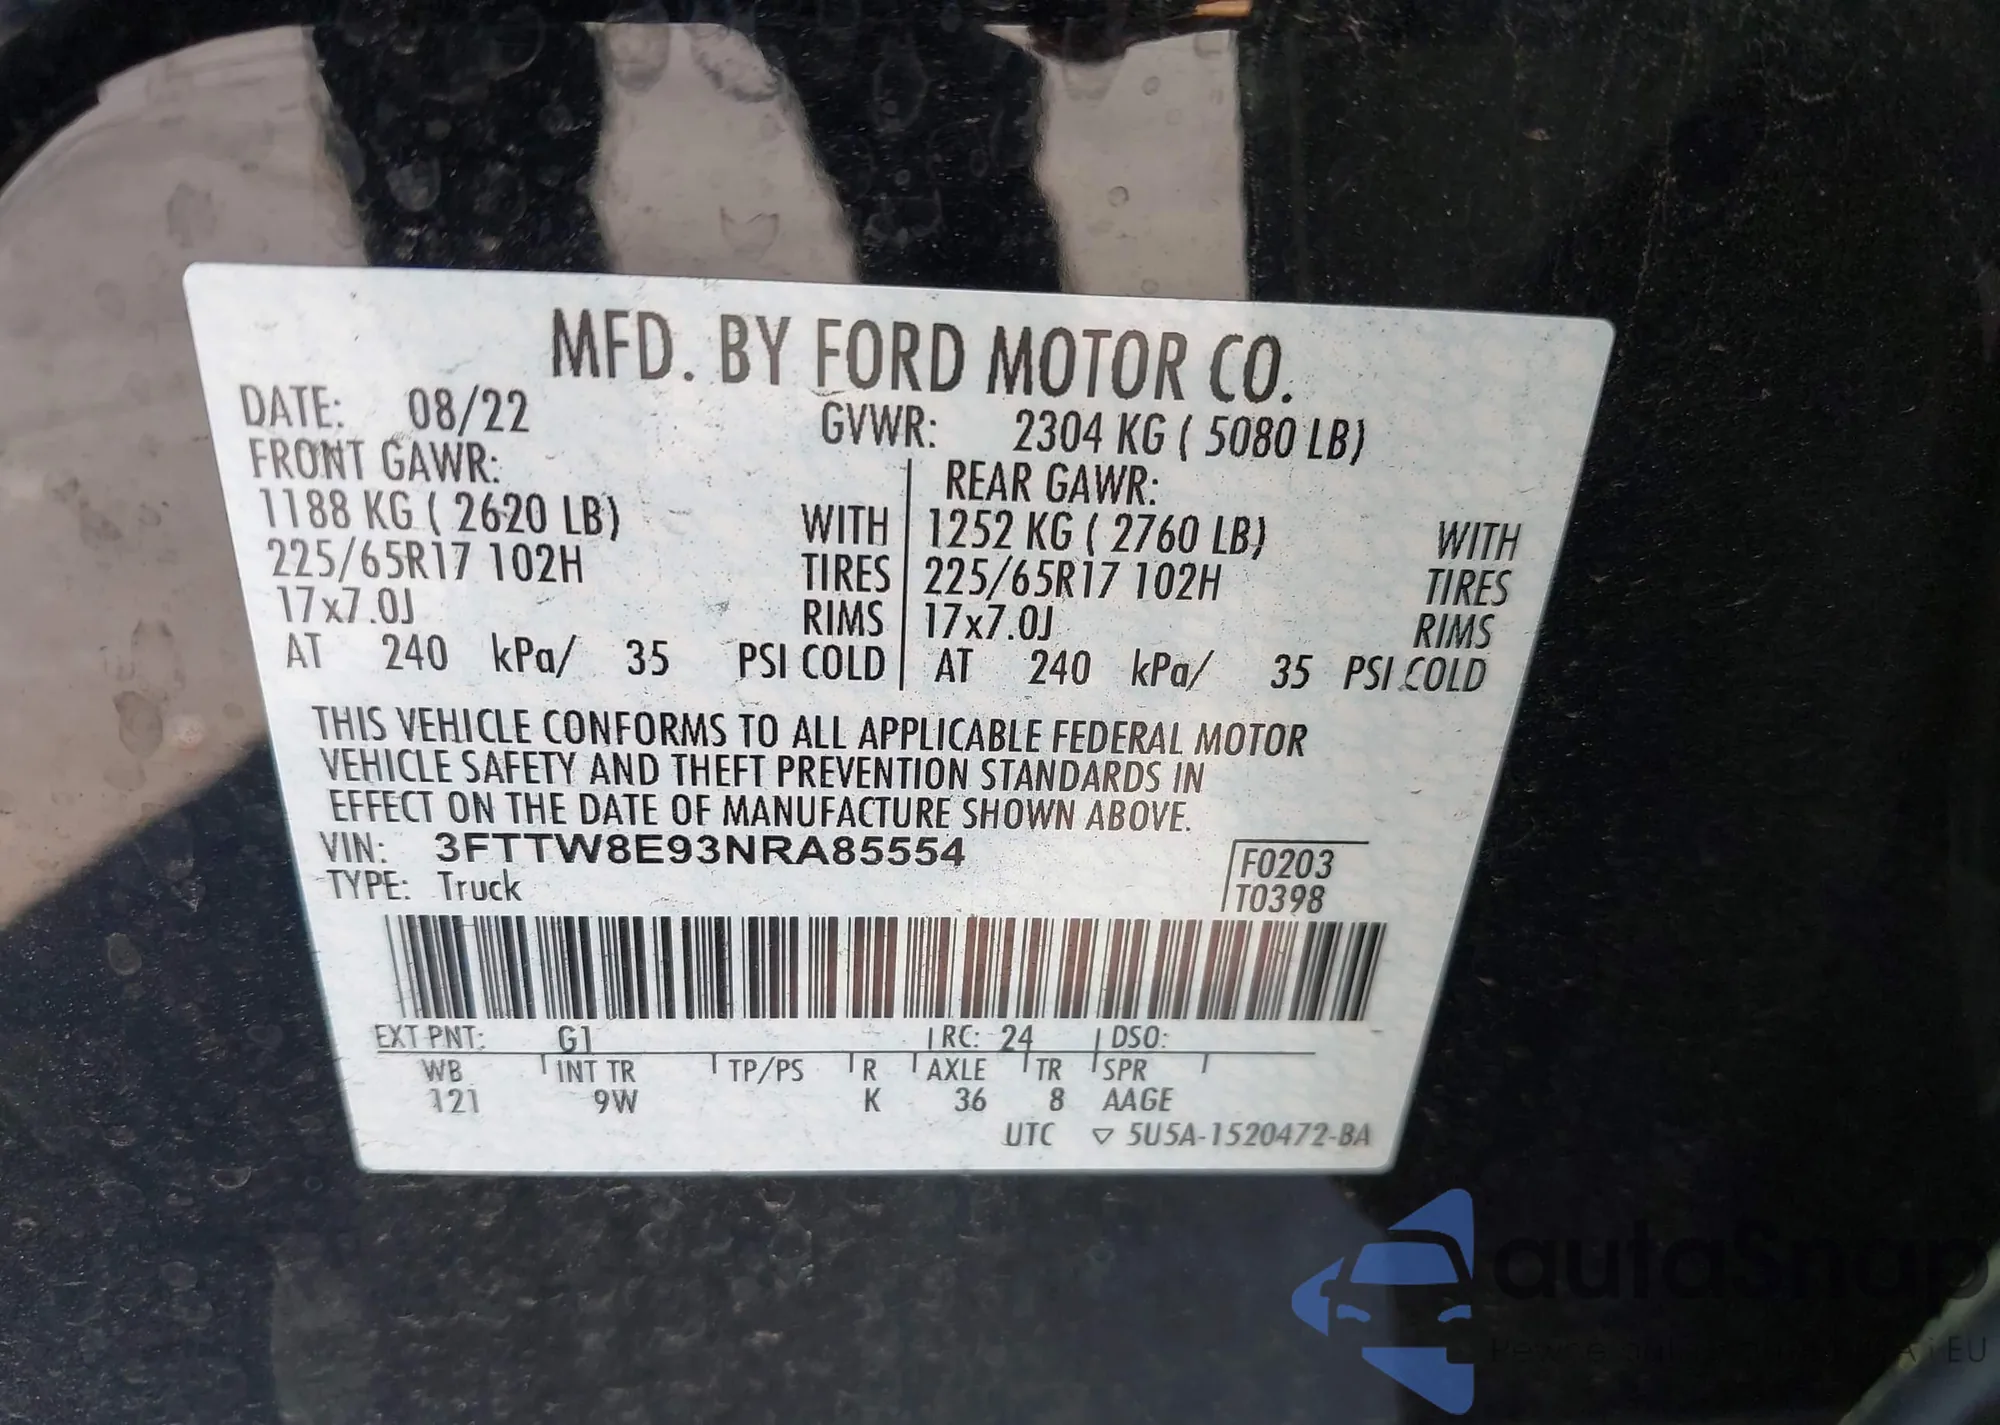 MFD. BY FORD MOTOR CO.
DATE: 08/22 GVWR: 2304 KG ( 5080 LB)
FRONT GAWR: REAR GAWR:
1188 KG ( 2620 LB) WITH 1252 KG ( 2760 LB) WITH
225/65R17 102H TIRES 225/65R17 102H TIRES
17x7.0J RIMS 17x7.0J RIMS
AT 240 kPa/ 35 PSI COLD AT 240 kPa/ 35 PSI COLD
THIS VEHICLE CONFORMS TO ALL APPLICABLE FEDERAL MOTOR
VEHICLE SAFETY AND THEFT PREVENTION STANDARDS IN
EFFECT ON THE DATE OF MANUFACTURE SHOWN ABOVE.
VIN: 3FTTW8E93NRA85554
F0203
TYPE: Truck
T0398
EXT PNT: G1 RC: 24 DSO:
WB INT TR TP/PS R AXLE TR SPR
121 9W K 36 8 AAGE
UTC ▽ 5U5A-1520472-BA
autoSnap
EU